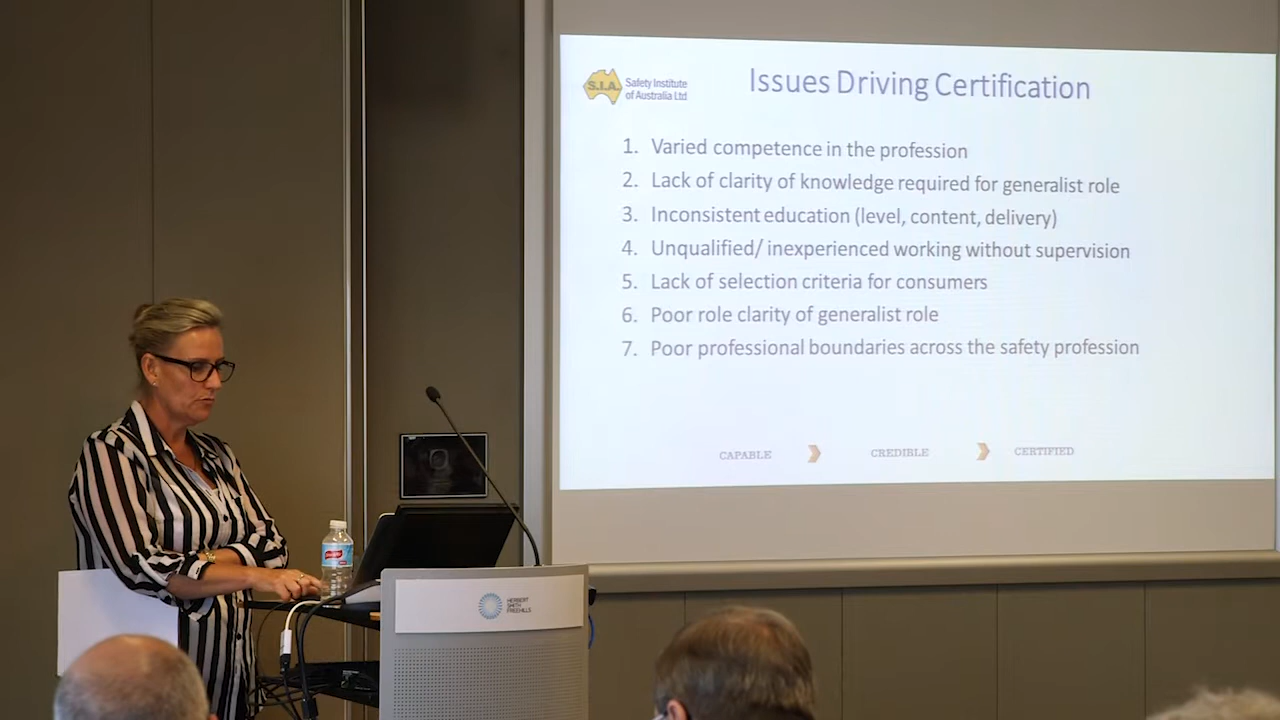 S.I.A.
Safety Institute
of Australia Ltd
Issues Driving Certification
1. Varied competence in the profession
2. Lack of clarity of knowledge required for generalist role
3. Inconsistent education (level, content, delivery)
4. Unqualified/ inexperienced working without supervision
5. Lack of selection criteria for consumers
6. Poor role clarity of generalist role
7. Poor professional boundaries across the safety profession
CAPABLE CREDIBLE CERTIFIED
HERBERT
SMITH
FREEHILLS